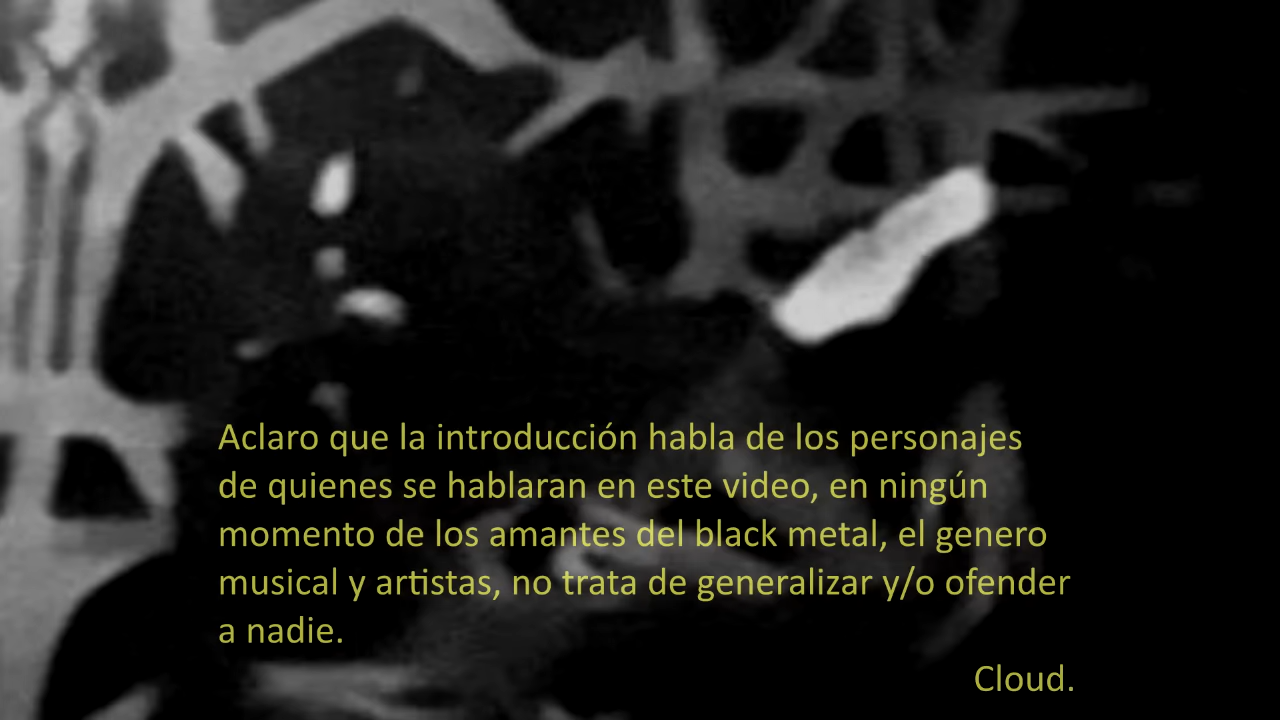 Aclaro que la introducción habla de los personajes
de quienes se hablaran en este video, en ningún
momento de los amantes del black metal, el genero
musical y artistas, no trata de generalizar y/o ofender
a nadie.
Cloud.